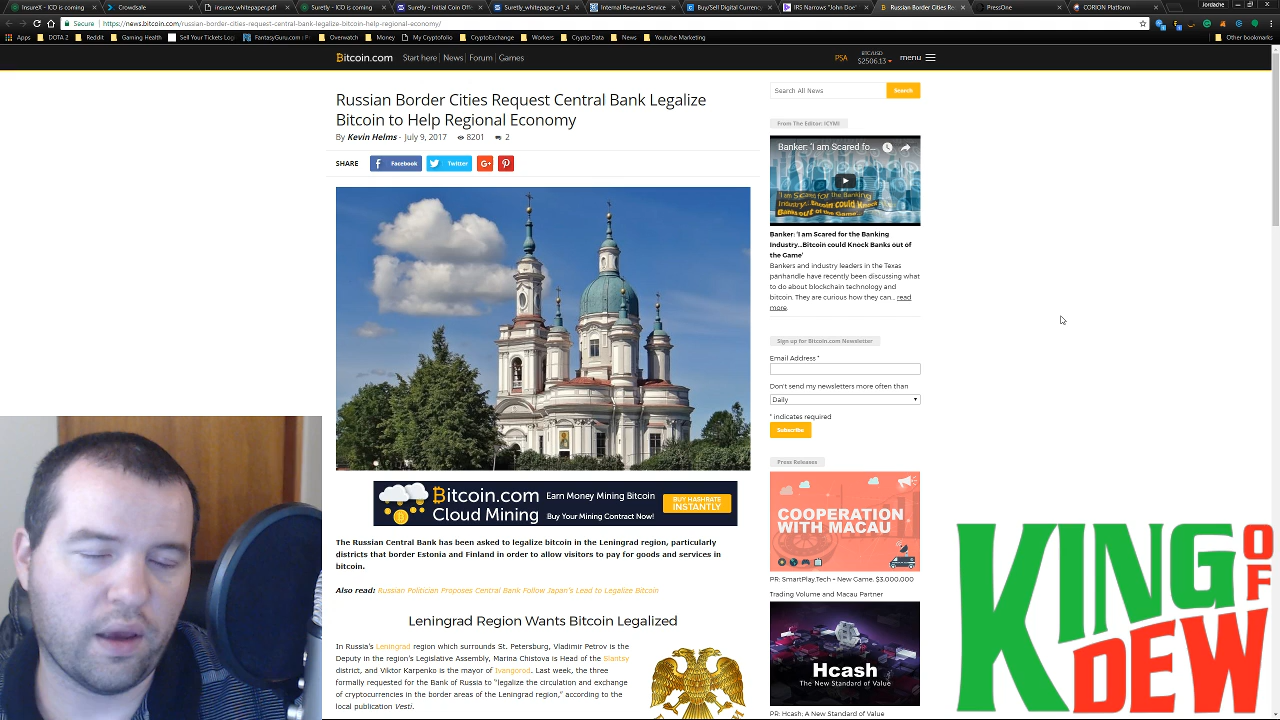 InsureX - ICO is coming
Crowdsale
insurex_whitepaper.pdf
Suretly - ICO is coming
Suretly - Initial Coin Offe
Suretly_whitepaper_v1_4
Internal Revenue Service
Buy/Sell Digital Currenc
IRS Narrows "John Doe"
Russian Border Cities Re
PressOne
CORION Platform
Jordache
Secure
https://news.bitcoin.com/russian-border-cities-request-central-bank-legalize-bitcoin-help-regional-economy/
Apps
DOTA 2
Reddit
Gaming Health
Sell Your Tickets Log
FantasyGuru.com
Overwatch
Money
My Cryptofolio
CryptoExchange
Workers
Crypto Data
News
Youtube Marketing
Other bookmarks
Bitcoin.com
Start here
News
Forum
Games
PSA
BTC/USD
$2506.13
menu
Russian Border Cities Request Central Bank Legalize
Bitcoin to Help Regional Economy
By Kevin Helms - July 9, 2017 8201 2
SHARE
Facebook
Twitter
G+
Bitcoin.com
Cloud Mining
Earn Money Mining Bitcoin
Buy Your Mining Contract Now!
BUY HASHRATE
INSTANTLY
The Russian Central Bank has been asked to legalize bitcoin in the Leningrad region, particularly
districts that border Estonia and Finland in order to allow visitors to pay for goods and services in
bitcoin.
Also read: Russian Politician Proposes Central Bank Follow Japan's Lead to Legalize Bitcoin
Leningrad Region Wants Bitcoin Legalized
In Russia's Leningrad region which surrounds St. Petersburg, Vladimir Petrov is the
Deputy in the region's Legislative Assembly, Marina Chistova is Head of the Slantsy
district, and Viktor Karpenko is the mayor of Ivangorod. Last week, the three
formally requested for the Bank of Russia to "legalize the circulation and exchange
of cryptocurrencies in the border areas of the Leningrad region," according to the
local publication Vesti.
Search All News
Search
From The Editor: ICYMI
Banker: 'I am Scared fo...
'I am Scared for the Banking
Industry...Bitcoin could Knock
Banks out of the Game'
Banker: 'I am Scared for the Banking
Industry...Bitcoin could Knock Banks out of
the Game'
Bankers and industry leaders in the Texas
panhandle have recently been discussing what
to do about blockchain technology and
bitcoin. They are curious how they can... read
more.
Sign up for Bitcoin.com Newsletter
Email Address *
Don't send my newsletters more often than
Daily
* indicates required
Subscribe
Press Releases
COOPERATION
WITH MACAU
PR: SmartPlay.Tech – New Game, $3,000,000
Trading Volume and Macau Partner
Hcash
The New Standard of Value
PR: Hcash: A New Standard of Value
KING OF
DEW